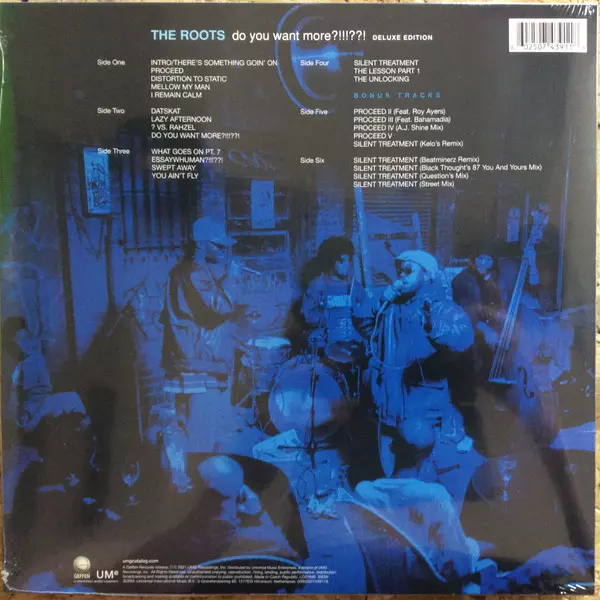 THE ROOTS do you want more?!!!??! DELUXE EDITION
Side One
INTRO/THERE'S SOMETHING GOIN' ON
PROCEED
DISTORTION TO STATIC
MELLOW MY MAN
I REMAIN CALM
Side Two
DATSKAT
LAZY AFTERNOON
? VS. RAHZEL
DO YOU WANT MORE?!!!??!
Side Three
WHAT GOES ON PT. 7
ESSAYWHUMAN?!!!??!
SWEPT AWAY
YOU AIN'T FLY
Side Four
SILENT TREATMENT
THE LESSON PART 1
THE UNLOCKING
BONUS TRACKS
Side Five
PROCEED II (Feat. Roy Ayers)
PROCEED III (Feat. Bahamadia)
PROCEED IV (A.J. Shine Mix)
PROCEED V
SILENT TREATMENT (Kelo's Remix)
Side Six
SILENT TREATMENT (Beatminerz Remix)
SILENT TREATMENT (Black Thought's 87 You And Yours Mix)
SILENT TREATMENT (Question's Mix)
SILENT TREATMENT (Street Mix)
6 02507 43911
GEFFEN
UMe
umgcatalog.com